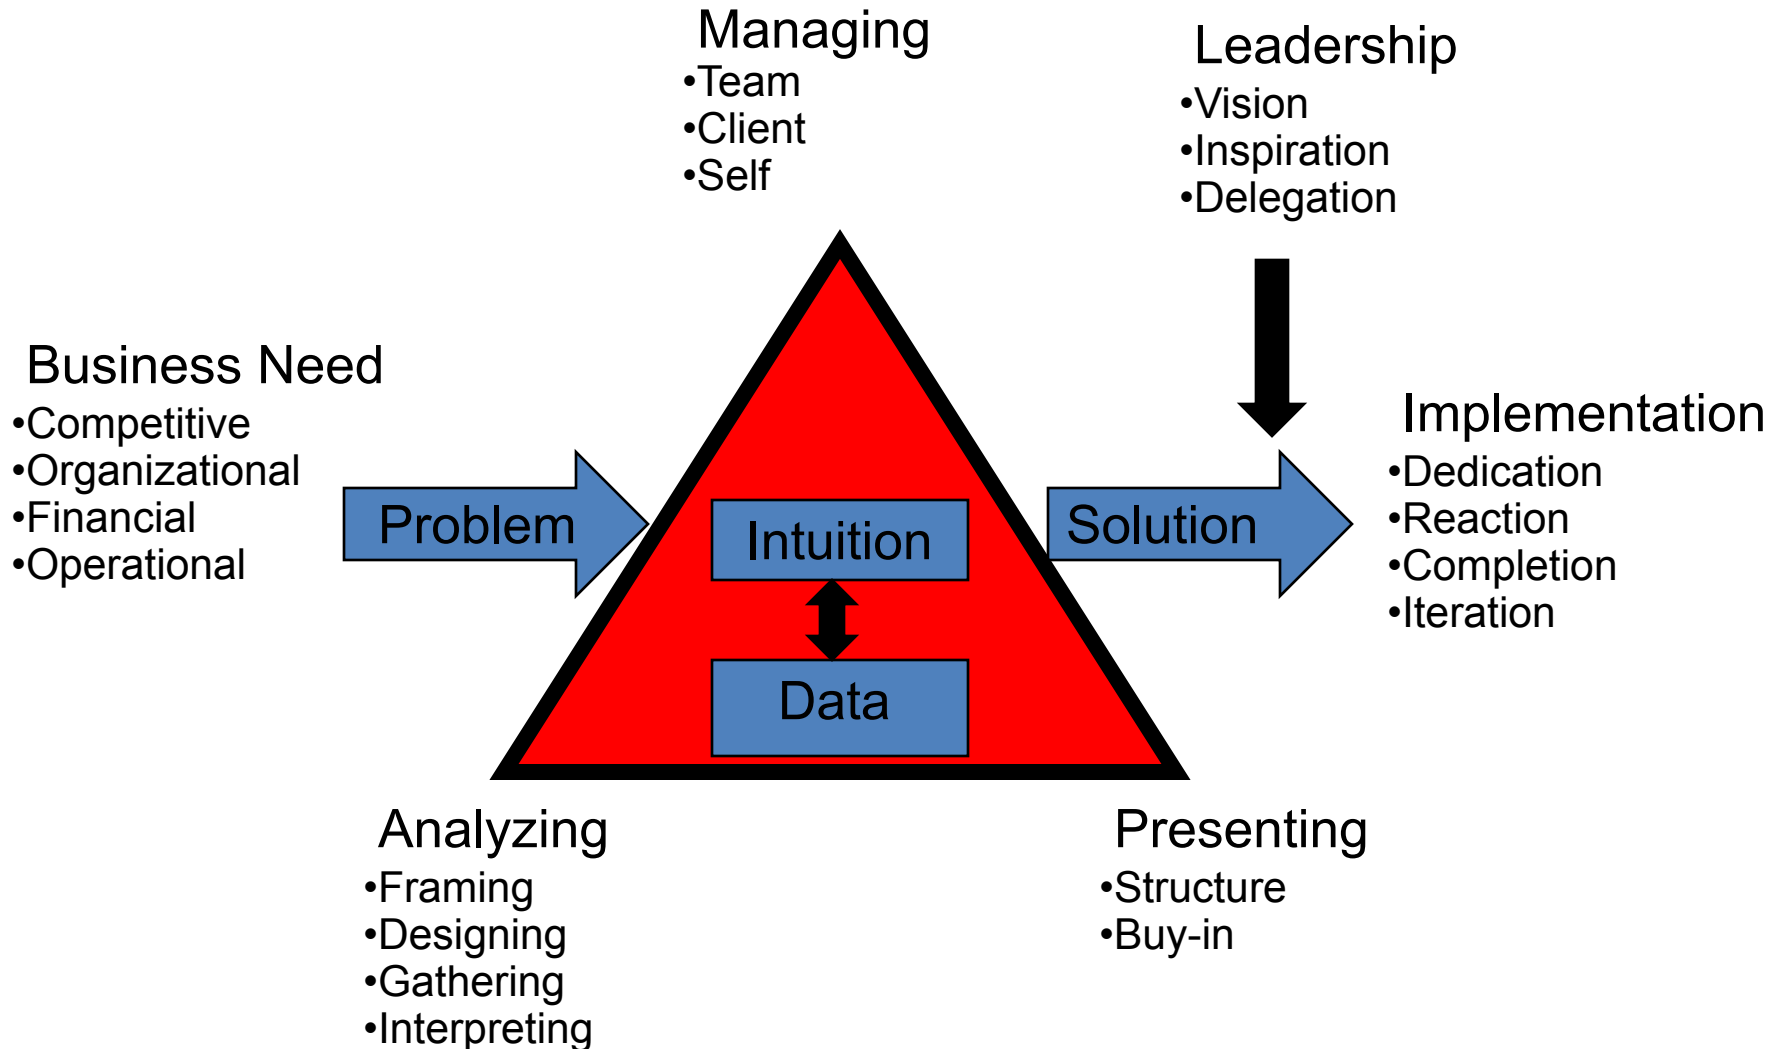 Managing
•Team
•Client
•Self
Leadership
•Vision
•Inspiration
•Delegation
Business Need
•Competitive
•Organizational
•Financial
•Operational
Problem
Intuition
Data
Solution
Implementation
•Dedication
•Reaction
•Completion
•Iteration
Analyzing
•Framing
•Designing
•Gathering
•Interpreting
Presenting
•Structure
•Buy-in